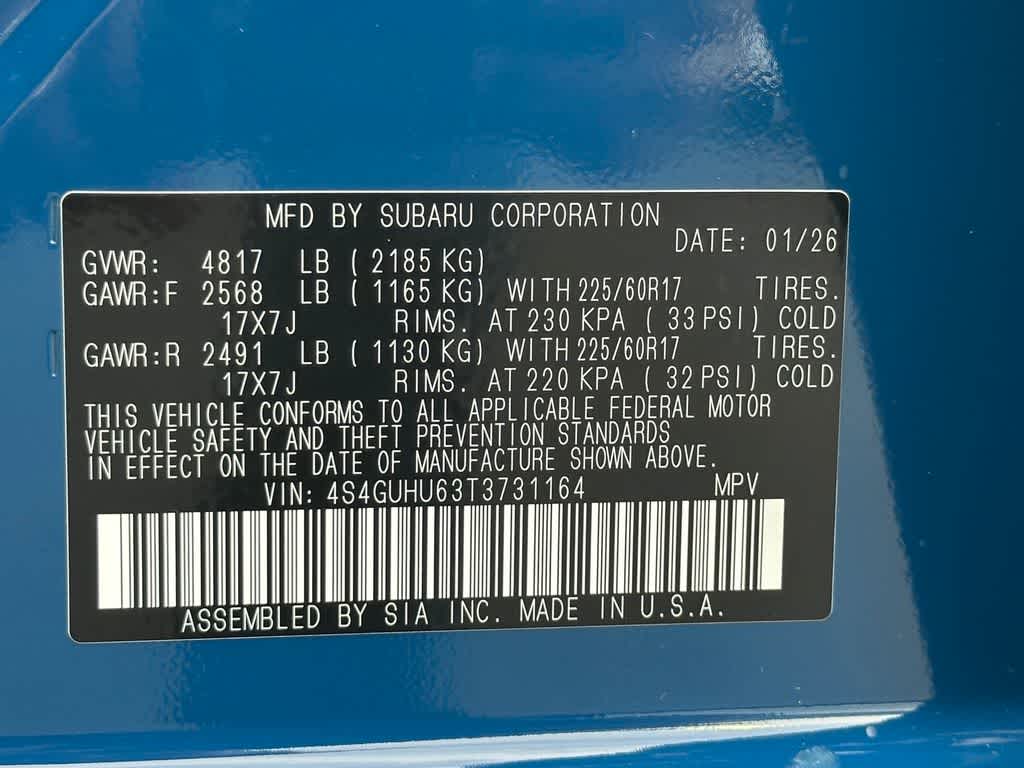 MFD BY SUBARU CORPORATION
DATE: 01/26
GVWR: 4817 LB ( 2185 KG)
GAWR:F 2568 LB ( 1165 KG) WITH 225/60R17 TIRES.
17X7J RIMS. AT 230 KPA ( 33 PSI) COLD
GAWR:R 2491 LB ( 1130 KG) WITH 225/60R17 TIRES.
17X7J RIMS. AT 220 KPA ( 32 PSI) COLD
THIS VEHICLE CONFORMS TO ALL APPLICABLE FEDERAL MOTOR
VEHICLE SAFETY AND THEFT PREVENTION STANDARDS
IN EFFECT ON THE DATE OF MANUFACTURE SHOWN ABOVE.
VIN: 4S4GUHU63T3731164 MPV
ASSEMBLED BY SIA INC. MADE IN U.S.A.